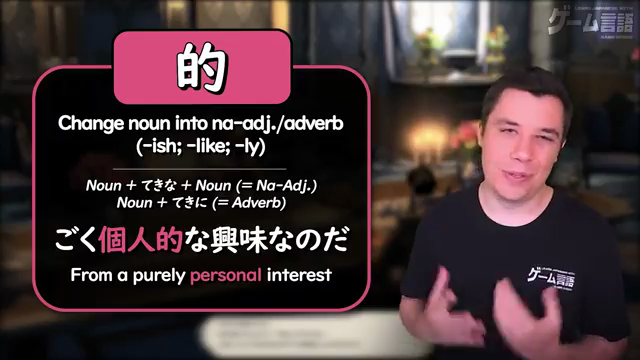 ゲーム言語
的
Change noun into na-adj./adverb
(-ish; -like; -ly)
Noun + てきな + Noun (= Na-Adj.)
Noun + てきに (= Adverb)
ごく個人的な興味なのだ
From a purely personal interest
ゲーム言語